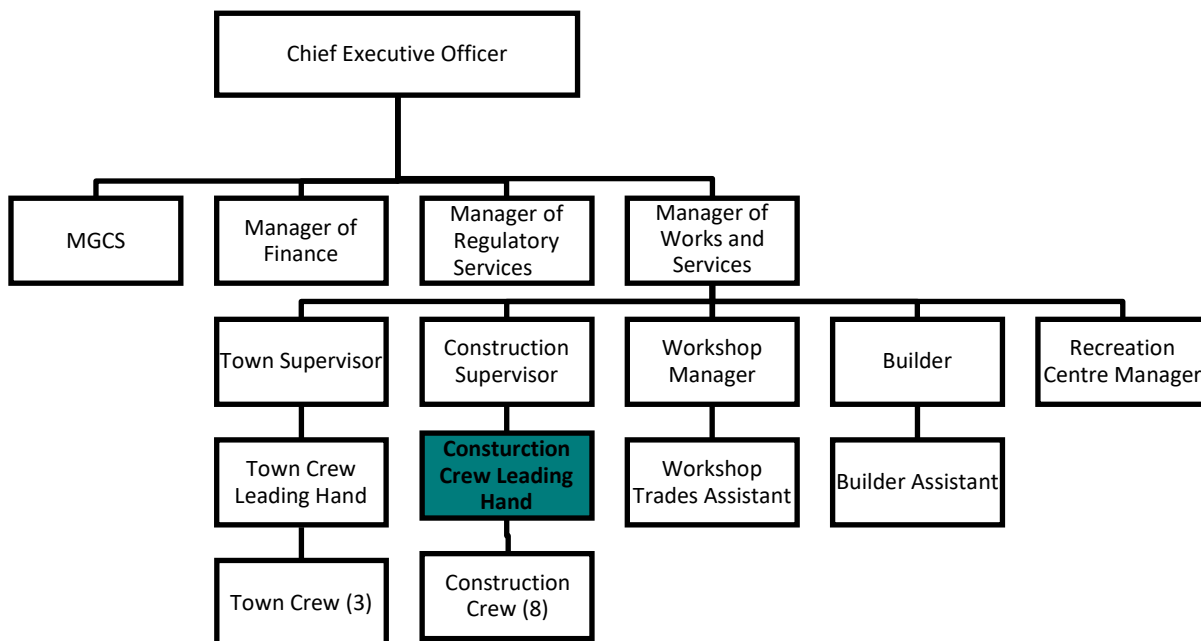 Chief Executive Officer
MGCS
Manager of
Finance
Manager of
Regulatory
Services
Manager of
Works and
Services
Town Supervisor
Construction
Supervisor
Workshop
Manager
Builder
Recreation
Centre Manager
Town Crew
Leading Hand
Consturction
Crew Leading
Hand
Workshop
Trades Assistant
Builder Assistant
Town Crew (3)
Construction
Crew (8)